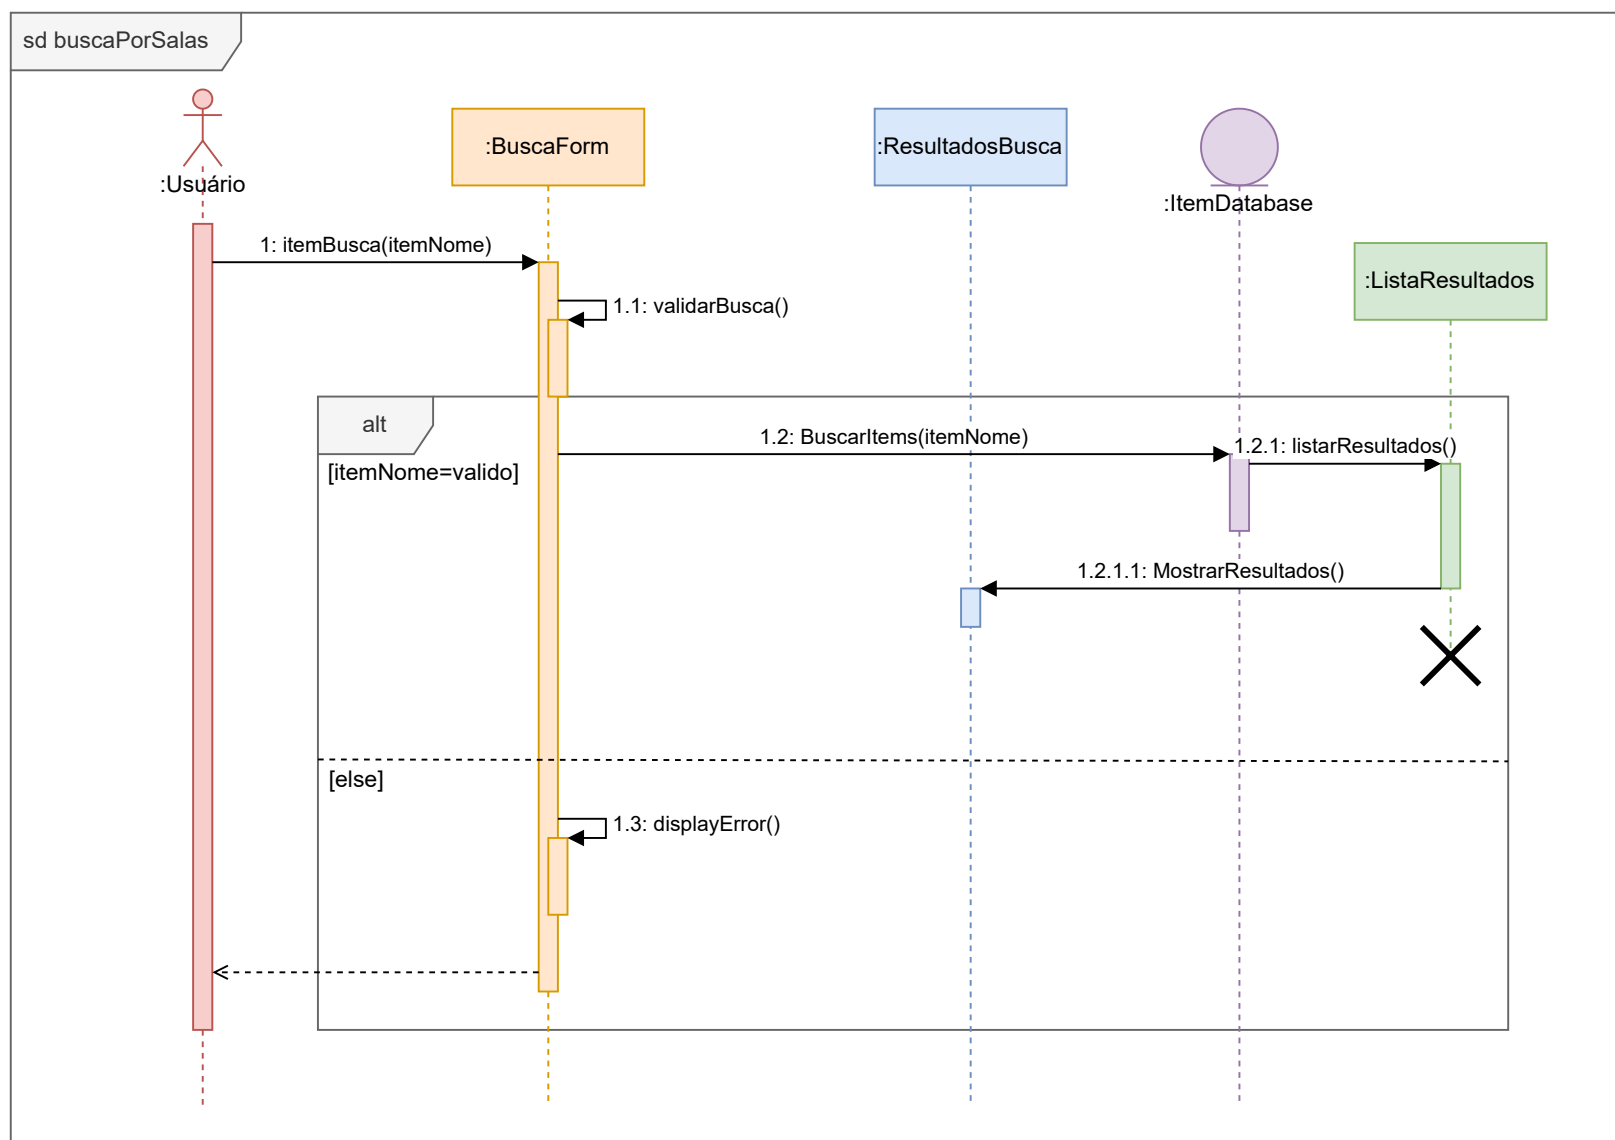 sd buscaPorSalas
:Usuário
:BuscaForm
:ResultadosBusca
:ItemDatabase
:ListaResultados
1: itemBusca(itemNome)
1.1: validarBusca()
alt
[itemNome=valido]
1.2: BuscarItems(itemNome)
1.2.1: listarResultados()
1.2.1.1: MostrarResultados()
[else]
1.3: displayError()